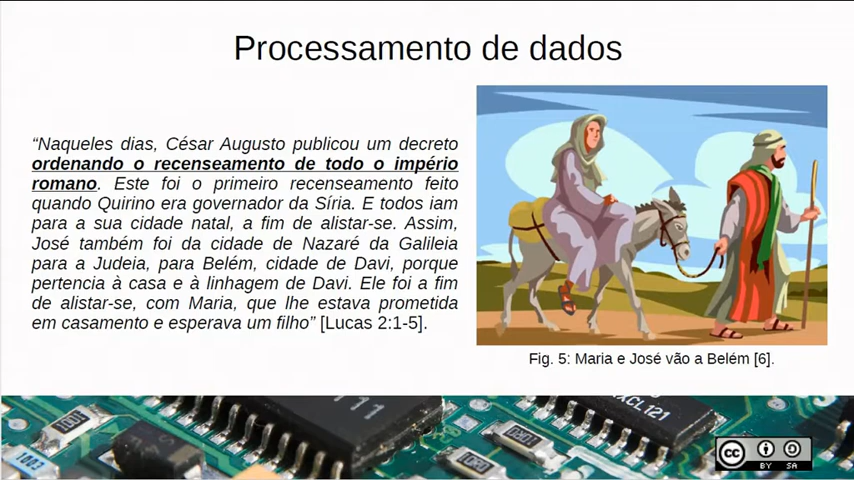 Processamento de dados
“Naqueles dias, César Augusto publicou um decreto
ordenando o recenseamento de todo o império
romano. Este foi o primeiro recenseamento feito
quando Quirino era governador da Síria. E todos iam
para a sua cidade natal, a fim de alistar-se. Assim,
José também foi da cidade de Nazaré da Galileia
para a Judeia, para Belém, cidade de Davi, porque
pertencia à casa e à linhagem de Davi. Ele foi a fim
de alistar-se, com Maria, que lhe estava prometida
em casamento e esperava um filho” [Lucas 2:1-5].
Fig. 5: Maria e José vão a Belém [6].
1003
XCL121
cc
BY SA